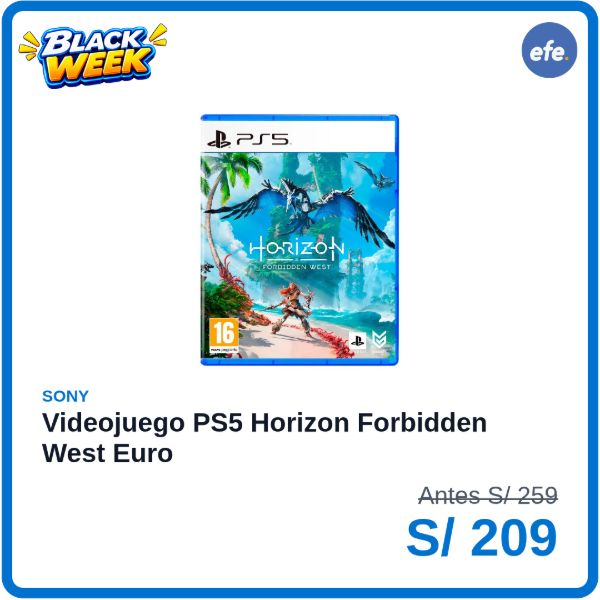 BLACK
WEEK
efe.
PS5
HORIZON
FORBIDDEN WEST
16
SONY
Videojuego PS5 Horizon Forbidden
West Euro
Antes S/ 259
S/ 209